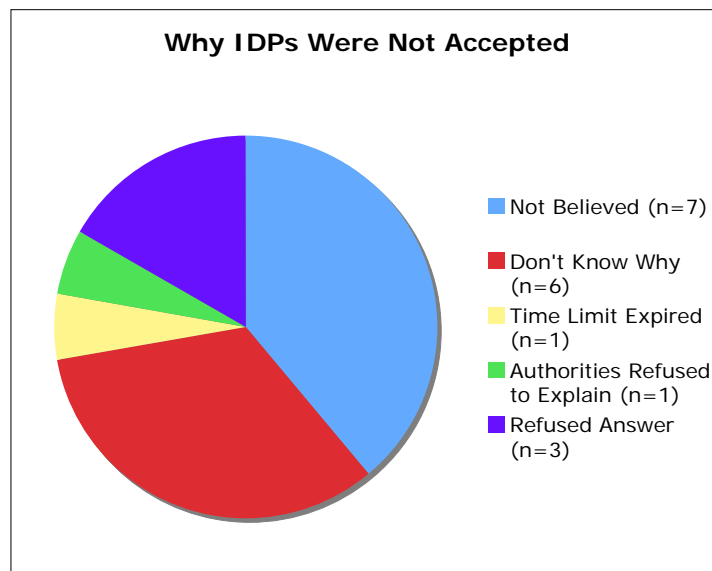 Why IDPs Were Not Accepted
Not Believed (n=7)
Don't Know Why
(n=6)
Time Limit Expired
(n=1)
Authorities Refused
to Explain (n=1)
Refused Answer
(n=3)